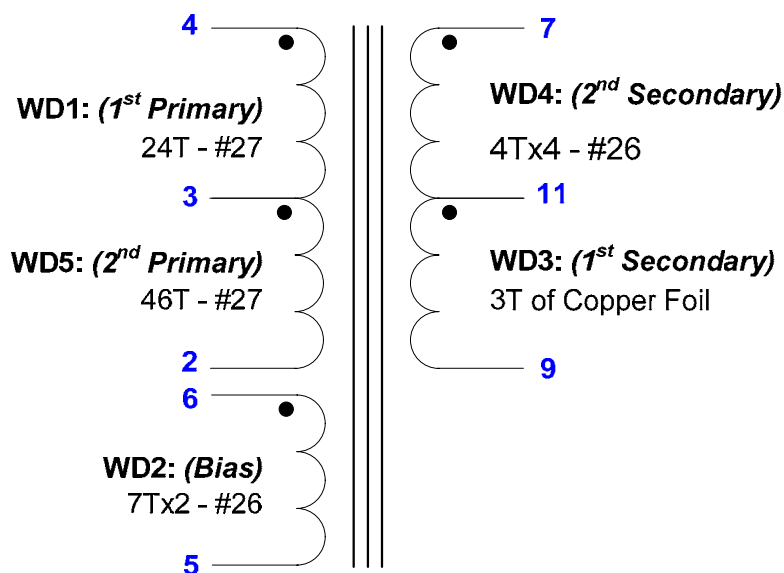 4
WD1: (1st Primary)
24T - #27
3
WD5: (2nd Primary)
46T - #27
2
6
WD2: (Bias)
7Tx2 - #26
5
7
WD4: (2nd Secondary)
4Tx4 - #26
11
WD3: (1st Secondary)
3T of Copper Foil
9